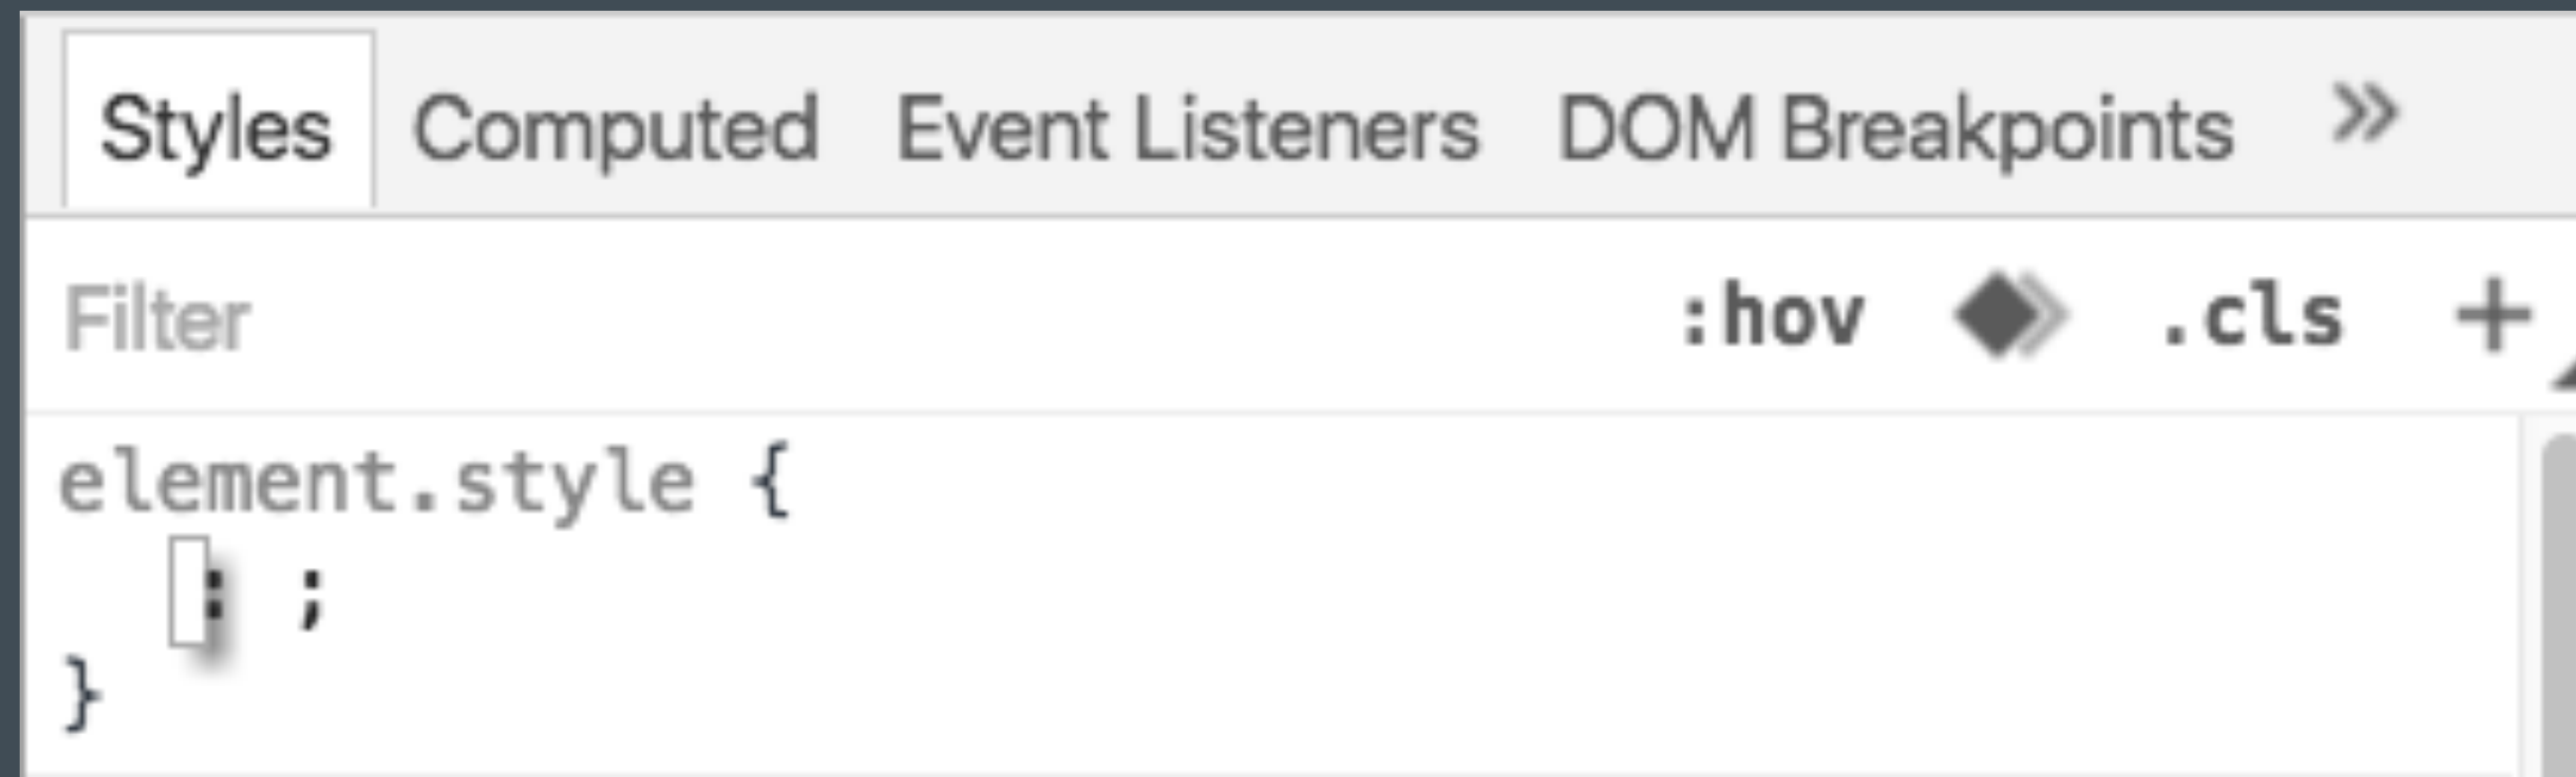 Styles Computed Event Listeners DOM Breakpoints »
Filter :hov .cls +
element.style {
: ;
}